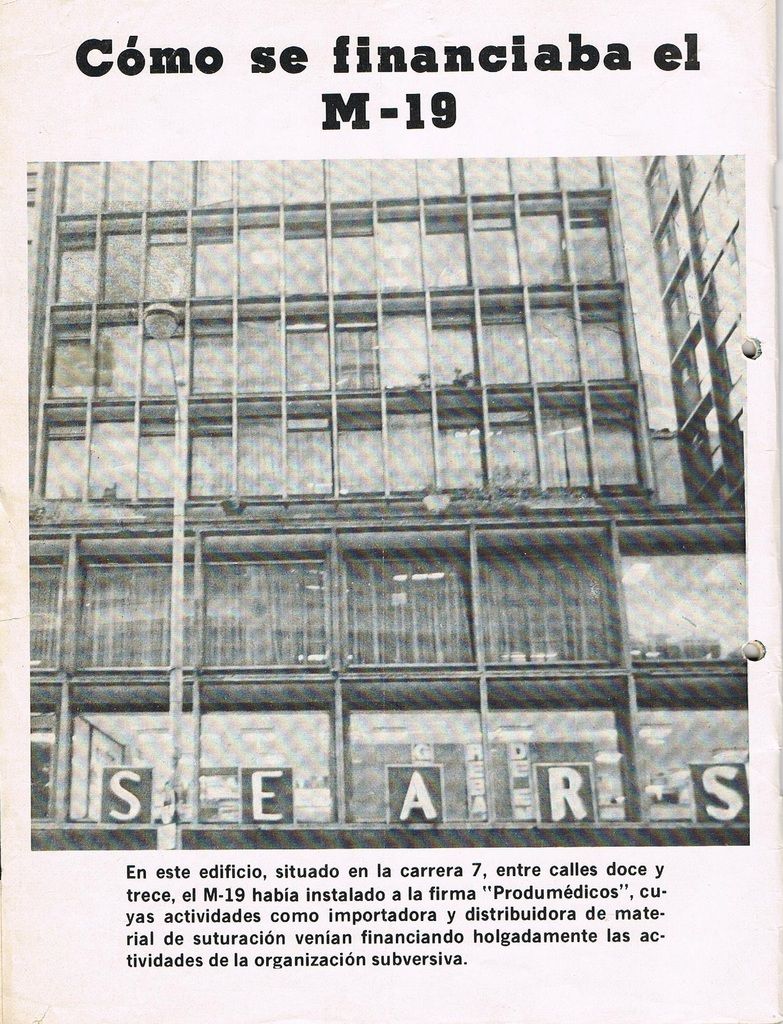 Cómo se financiaba el
M-19
S E A R S
En este edificio, situado en la carrera 7, entre calles doce y
trece, el M-19 había instalado a la firma "Produmédicos", cu-
yas actividades como importadora y distribuidora de mate-
rial de suturación venían financiando holgadamente las ac-
tividades de la organización subversiva.